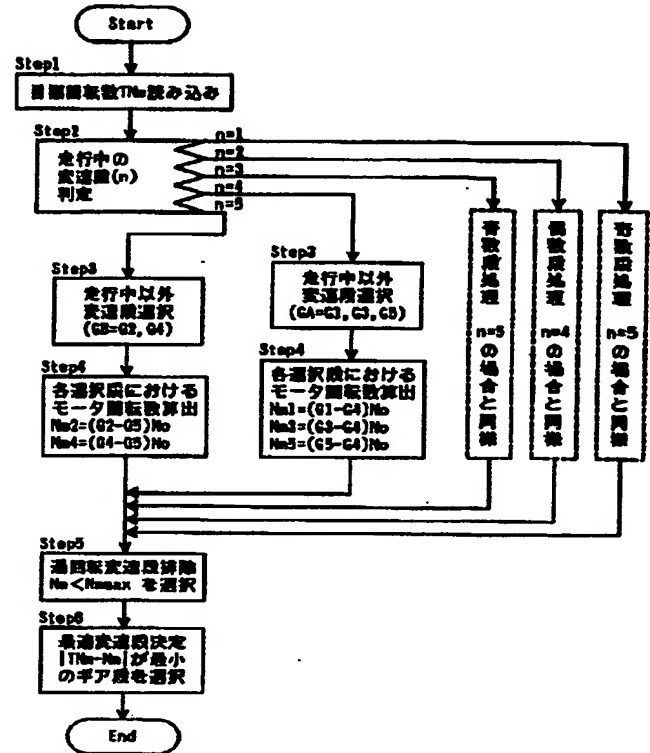 Start
Step1
目標回転数TNm読み込み
Step2
走行中の
変速段(n)
判定
n=1
n=2
n=3
n=4
n=5
Step3
走行中以外
変速段選択
(GB=G2,G4)
Step4
各選択段における
モータ回転数算出
Nm2=(G2-G5)No
Nm4=(G4-G5)No
Step3
走行中以外
変速段選択
(GA=G1,G3,G5)
Step4
各選択段における
モータ回転数算出
Nm1=(G1-G4)No
Nm3=(G3-G4)No
Nm5=(G5-G4)No
奇数段処理 n=5の場合と同様
偶数段処理 n=4の場合と同様
奇数段処理 n=5の場合と同様
Step5
過回転変速段排除
Nm<Nmmax を選択
Step6
最適変速段決定
|TNm-Nm|が最小
のギア段を選択
End